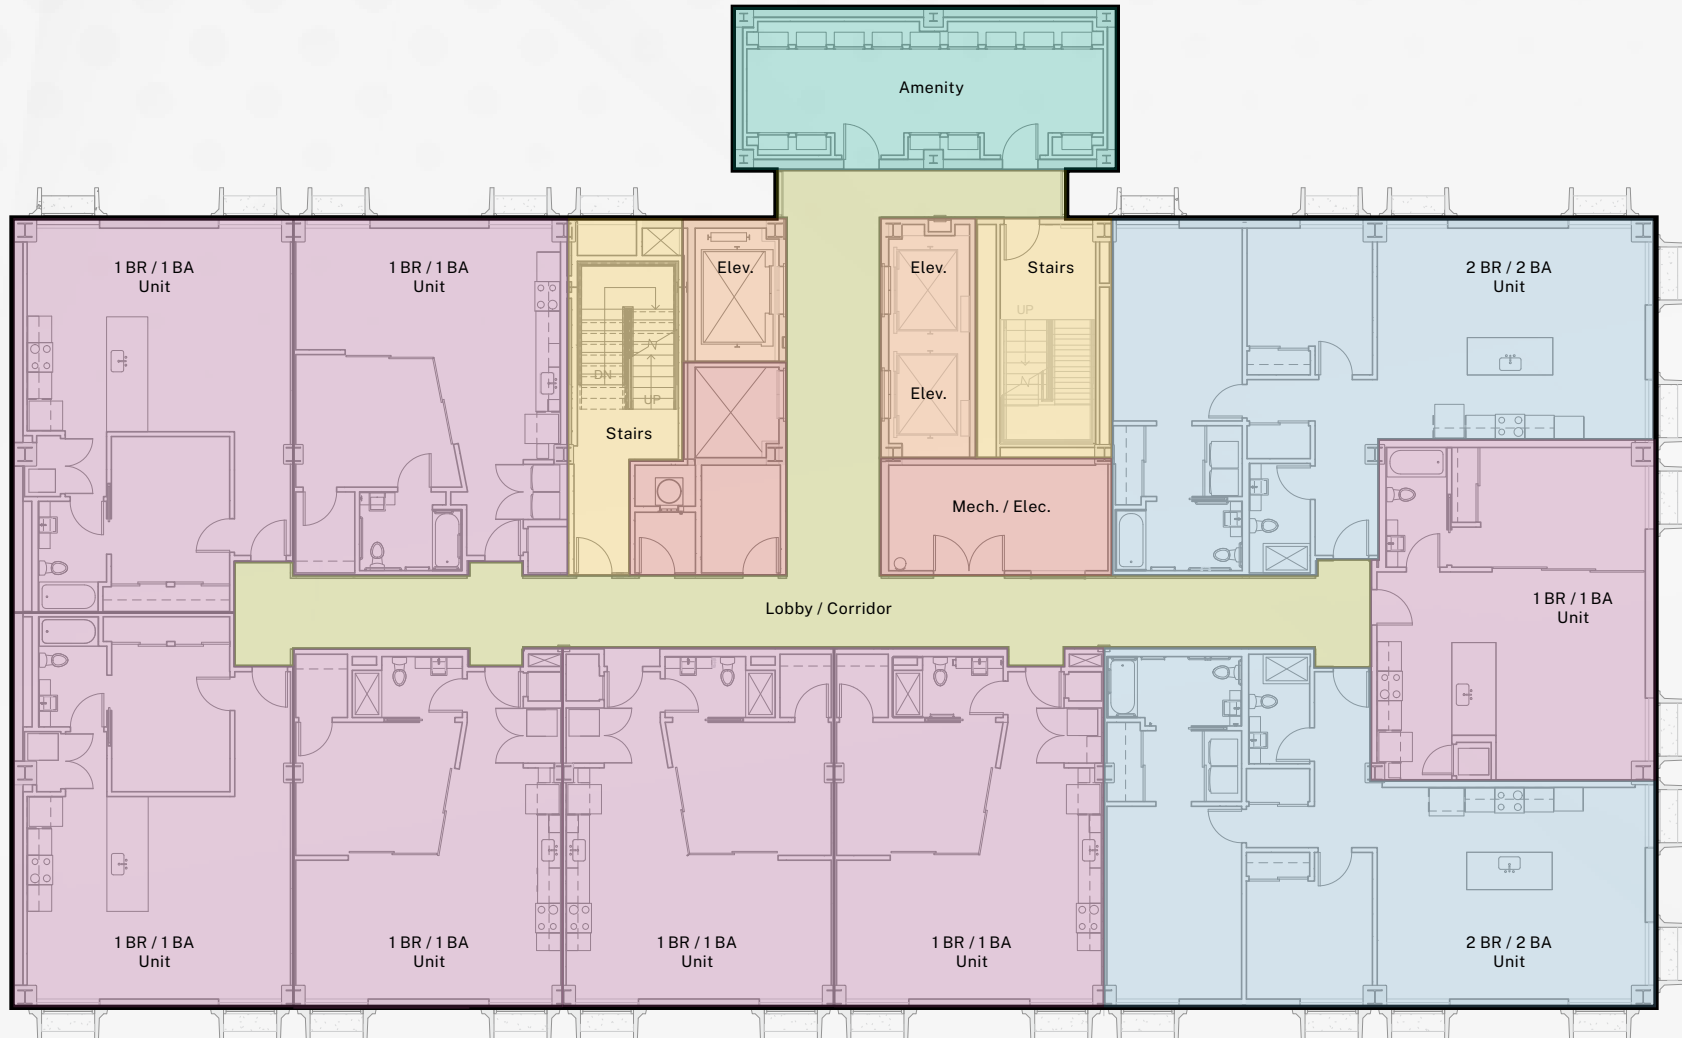 Amenity
1 BR / 1 BA
Unit
1 BR / 1 BA
Unit
Elev.
Elev.
Stairs
2 BR / 2 BA
Unit
UP
DN
UP
Elev.
Stairs
Mech. / Elec.
1 BR / 1 BA
Unit
Lobby / Corridor
1 BR / 1 BA
Unit
1 BR / 1 BA
Unit
1 BR / 1 BA
Unit
1 BR / 1 BA
Unit
2 BR / 2 BA
Unit